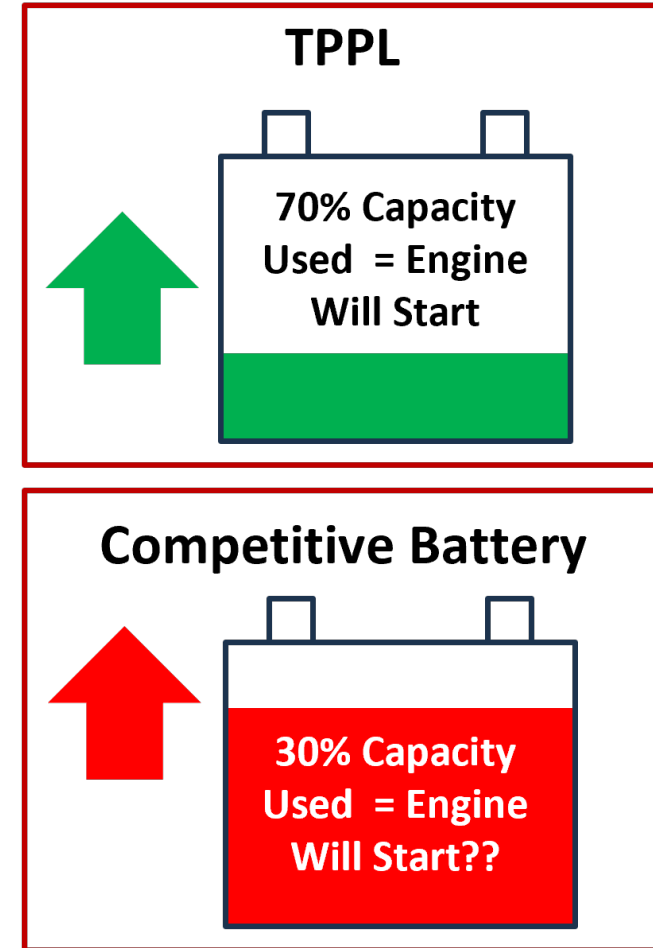 TPPL
70% Capacity
Used  = Engine
Will Start
Competitive Battery
30% Capacity
Used  = Engine
Will Start??